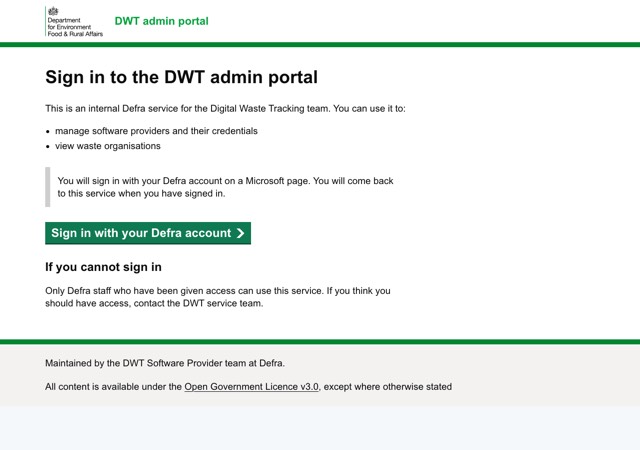 Department
for Environment
Food & Rural Affairs
DWT admin portal
Sign in to the DWT admin portal
This is an internal Defra service for the Digital Waste Tracking team. You can use it to:
• manage software providers and their credentials
• view waste organisations
You will sign in with your Defra account on a Microsoft page. You will come back
to this service when you have signed in.
Sign in with your Defra account
If you cannot sign in
Only Defra staff who have been given access can use this service. If you think you
should have access, contact the DWT service team.
Maintained by the DWT Software Provider team at Defra.
All content is available under the Open Government Licence v3.0, except where otherwise stated